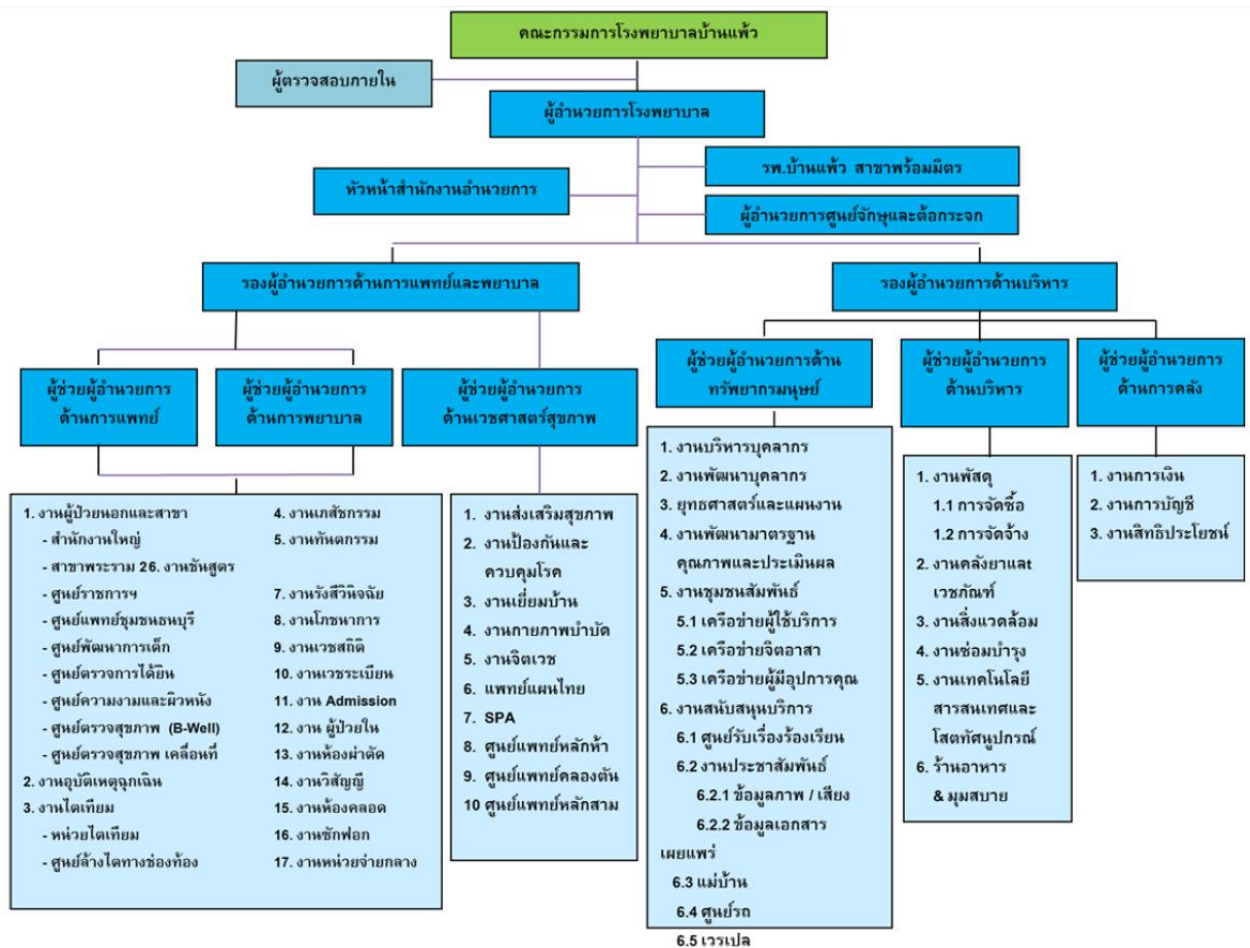 คณะกรรมการโรงพยาบาลบ้านแพ้ว
ผู้ตรวจสอบภายใน
ผู้อำนวยการโรงพยาบาล
รพ.บ้านแพ้ว สาขาพร้อมมิตร
หัวหน้าสำนักงานอำนวยการ
ผู้อำนวยการศูนย์จักษุและต้อกระจก
รองผู้อำนวยการด้านการแพทย์และพยาบาล
รองผู้อำนวยการด้านบริหาร
ผู้ช่วยผู้อำนวยการ
ด้านการแพทย์
ผู้ช่วยผู้อำนวยการ
ด้านการพยาบาล
ผู้ช่วยผู้อำนวยการ
ด้านเวชศาสตร์สุขภาพ
ผู้ช่วยผู้อำนวยการด้าน
ทรัพยากรมนุษย์
ผู้ช่วยผู้อำนวยการ
ด้านบริหาร
ผู้ช่วยผู้อำนวยการ
ด้านการคลัง
1. งานผู้ป่วยนอกและสาขา
- สำนักงานใหญ่
- สาขาพระราม 26. งานชันสูตร
- ศูนย์ราชการฯ
- ศูนย์แพทย์ชุมชนธนบุรี
- ศูนย์พัฒนาการเด็ก
- ศูนย์ตรวจการได้ยิน
- ศูนย์ความงามและผิวหนัง
- ศูนย์ตรวจสุขภาพ (B-Well)
- ศูนย์ตรวจสุขภาพ เคลื่อนที่
2. งานอุบัติเหตุฉุกเฉิน
3. งานไตเทียม
- หน่วยไตเทียม
- ศูนย์ล้างไตทางช่องท้อง
4. งานเภสัชกรรม
5. งานทันตกรรม
7. งานรังสีวินิจฉัย
8. งานโภชนาการ
9. งานเวชสถิติ
10. งานเวชระเบียน
11. งาน Admission
12. งาน ผู้ป่วยใน
13. งานห้องผ่าตัด
14. งานวิสัญญี
15. งานห้องคลอด
16. งานซักฟอก
17. งานหน่วยจ่ายกลาง
1. งานส่งเสริมสุขภาพ
2. งานป้องกันและ
ควบคุมโรค
3. งานเยี่ยมบ้าน
4. งานกายภาพบำบัด
5. งานจิตเวช
6. แพทย์แผนไทย
7. SPA
8. ศูนย์แพทย์หลักห้า
9. ศูนย์แพทย์คลองตัน
10 ศูนย์แพทย์หลักสาม
1. งานบริหารบุคลากร
2. งานพัฒนาบุคลากร
3. ยุทธศาสตร์และแผนงาน
4. งานพัฒนามาตรฐาน
คุณภาพและประเมินผล
5. งานชุมชนสัมพันธ์
5.1 เครือข่ายผู้ใช้บริการ
5.2 เครือข่ายจิตอาสา
5.3 เครือข่ายผู้มีอุปการคุณ
6. งานสนับสนุนบริการ
6.1 ศูนย์รับเรื่องร้องเรียน
6.2 งานประชาสัมพันธ์
6.2.1 ข้อมูลภาพ / เสียง
6.2.2 ข้อมูลเอกสาร
เผยแพร่
6.3 แม่บ้าน
6.4 ศูนย์รถ
6.5 เวรเปล
1. งานพัสดุ
1.1 การจัดซื้อ
1.2 การจัดจ้าง
2. งานคลังยาและ
เวชภัณฑ์
3. งานสิ่งแวดล้อม
4. งานซ่อมบำรุง
5. งานเทคโนโลยี
สารสนเทศและ
โสตทัศนูปกรณ์
6. ร้านอาหาร
& มุมสบาย
1. งานการเงิน
2. งานการบัญชี
3. งานสิทธิประโยชน์